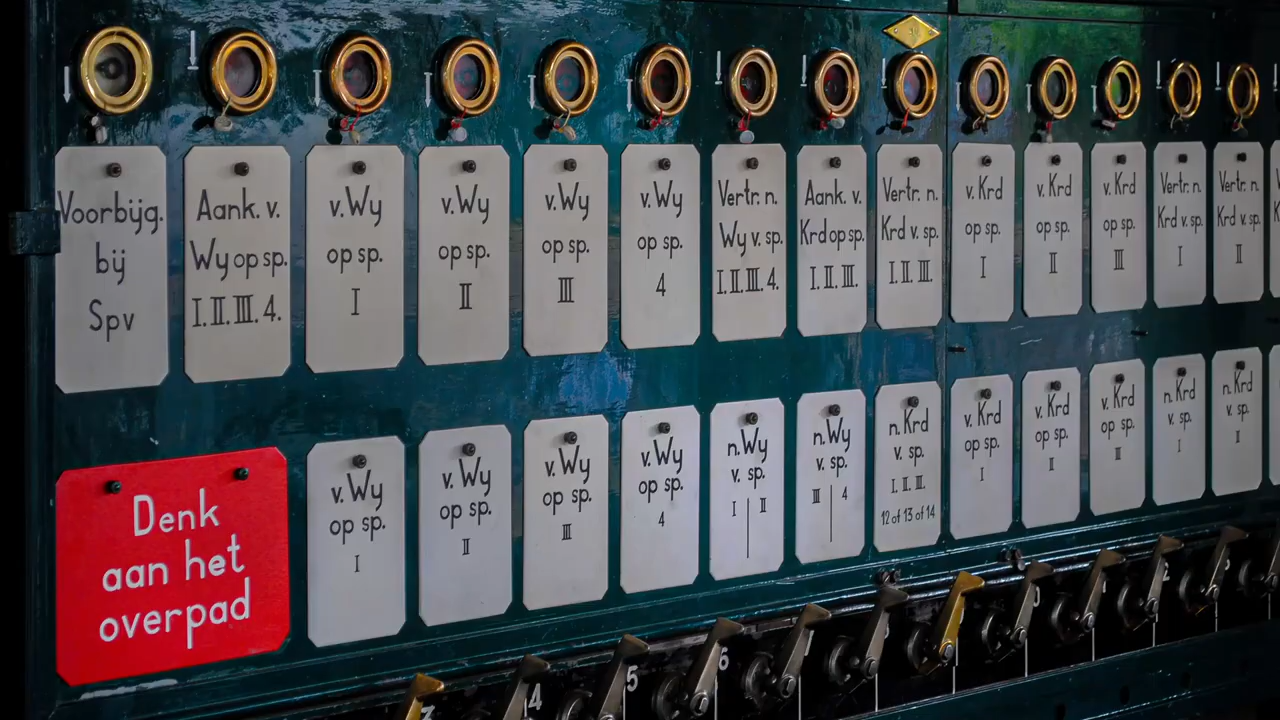 Voorbijg.
bij
Spv
Aank. v.
Wy op sp.
I. II. III. 4.
v. Wy
op sp.
I
v. Wy
op sp.
II
v. Wy
op sp.
III
v. Wy
op sp.
4
Vertr. n.
Wy v. sp.
I. II. III. 4.
Aank. v.
Krd op sp.
I. II. III.
Vertr. n.
Krd v. sp.
I. II. III.
v. Krd
op sp.
I
v. Krd
op sp.
II
v. Krd
op sp.
III
Vertr. n.
Krd v. sp.
I
Vertr. n.
Krd v. sp.
II
Denk
aan het
overpad
v. Wy
op sp.
I
v. Wy
op sp.
II
v. Wy
op sp.
III
v. Wy
op sp.
4
n. Wy
v. sp.
I | II
n. Wy
v. sp.
III | 4
n. Krd
v. sp.
I. II. III.
12 of 13 of 14
v. Krd
op sp.
I
v. Krd
op sp.
II
v. Krd
op sp.
III
n. Krd
v. sp.
I
n. Krd
v. sp.
II
3
4
5
6